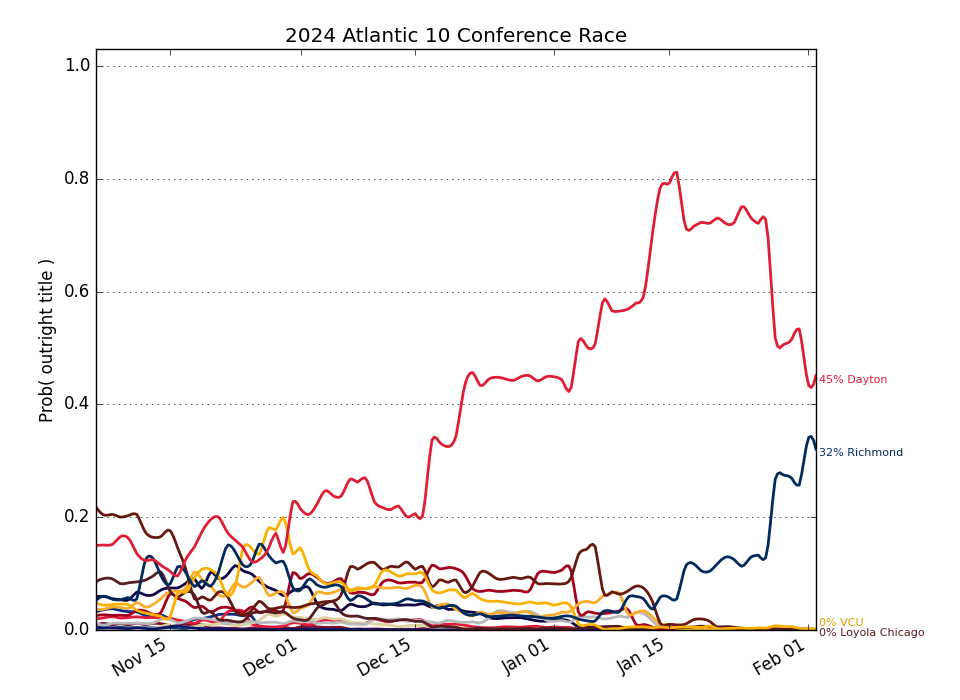 2024 Atlantic 10 Conference Race
Prob( outright title )
1.0
0.8
0.6
0.4
0.2
0.0
Nov 15
Dec 01
Dec 15
Jan 01
Jan 15
Feb 01
45% Dayton
32% Richmond
0% VCU
0% Loyola Chicago